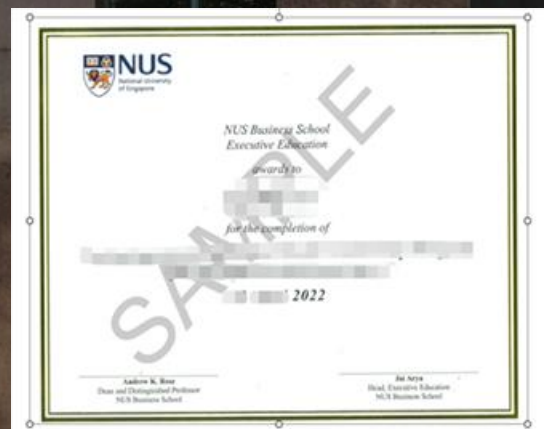 NUS
National University
of Singapore
NUS Business School
Executive Education
awards to
for the completion of
2022
SAMPLE
Andrew K. Rose
Dean and Distinguished Professor
NUS Business School
Jai Arya
Head, Executive Education
NUS Business School